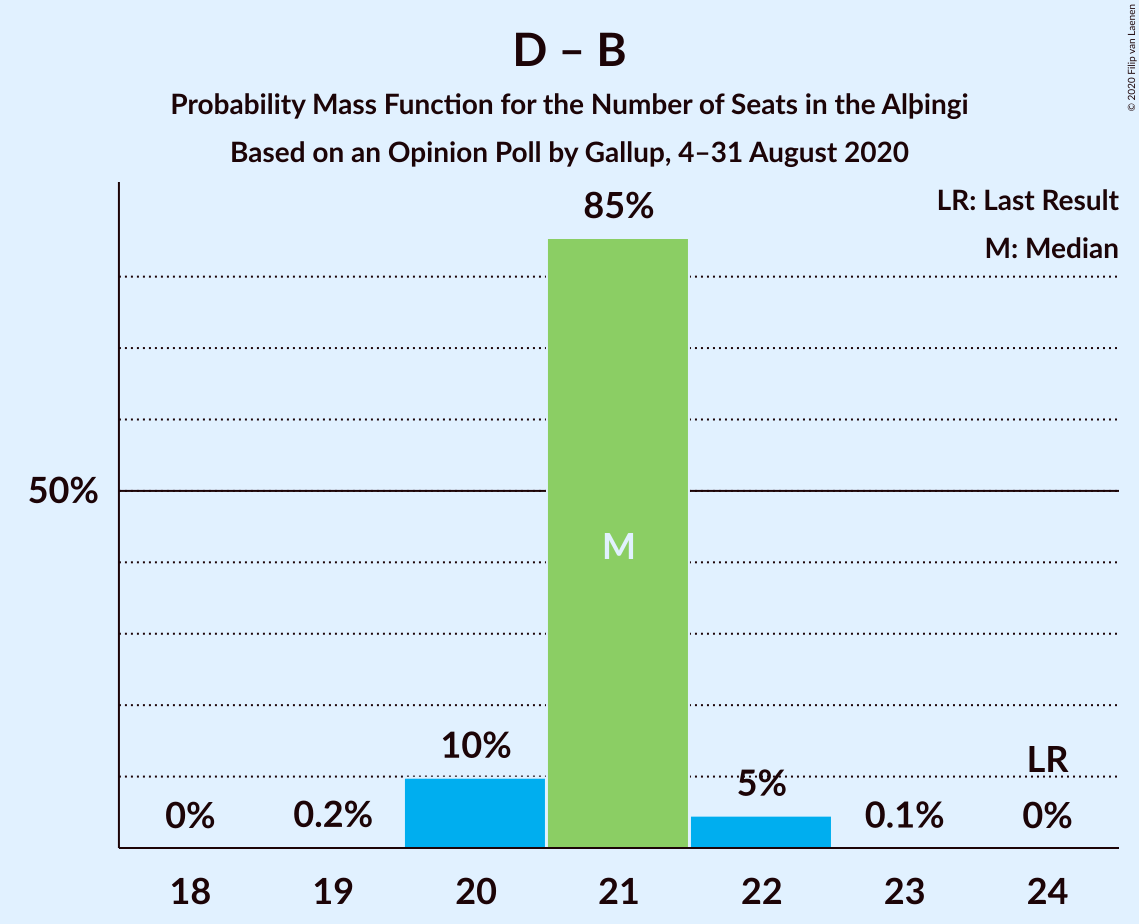 D – B
Probability Mass Function for the Number of Seats in the Alþingi
Based on an Opinion Poll by Gallup, 4–31 August 2020
© 2020 Filip van Laenen
LR: Last Result
M: Median
85%
50%
M
10%
5%
LR
0%
0.2%
0.1%
0%
18
19
20
21
22
23
24